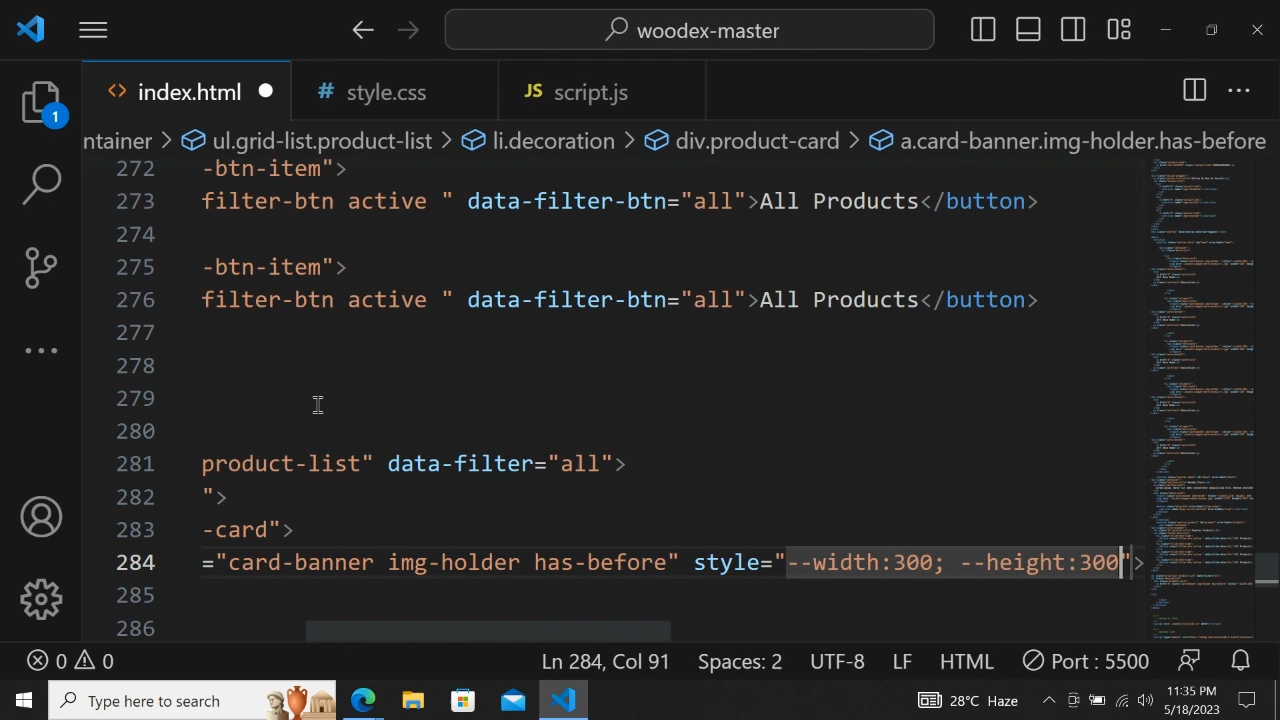 woodex-master
index.html
# style.css
JS script.js
1
ntainer > ul.grid-list.product-list > li.decoration > div.product-card > a.card-banner.img-holder.has-before
272 -btn-item">
273 filter-btn active " data-filter-btn="all">All Products</button>
274
275 -btn-item">
276 filter-btn active " data-filter-btn="all">All Products</button>
277
278
279
280
281 product-list" data-filter="all">
282 ">
283 -card">
284 ="card-banner img-holder has-before" style="--width:300; --height:300">
285
286
0 0
Ln 284, Col 91
Spaces: 2
UTF-8
LF
HTML
Port : 5500
Type here to search
28°C Haze
11:35 PM
5/18/2023